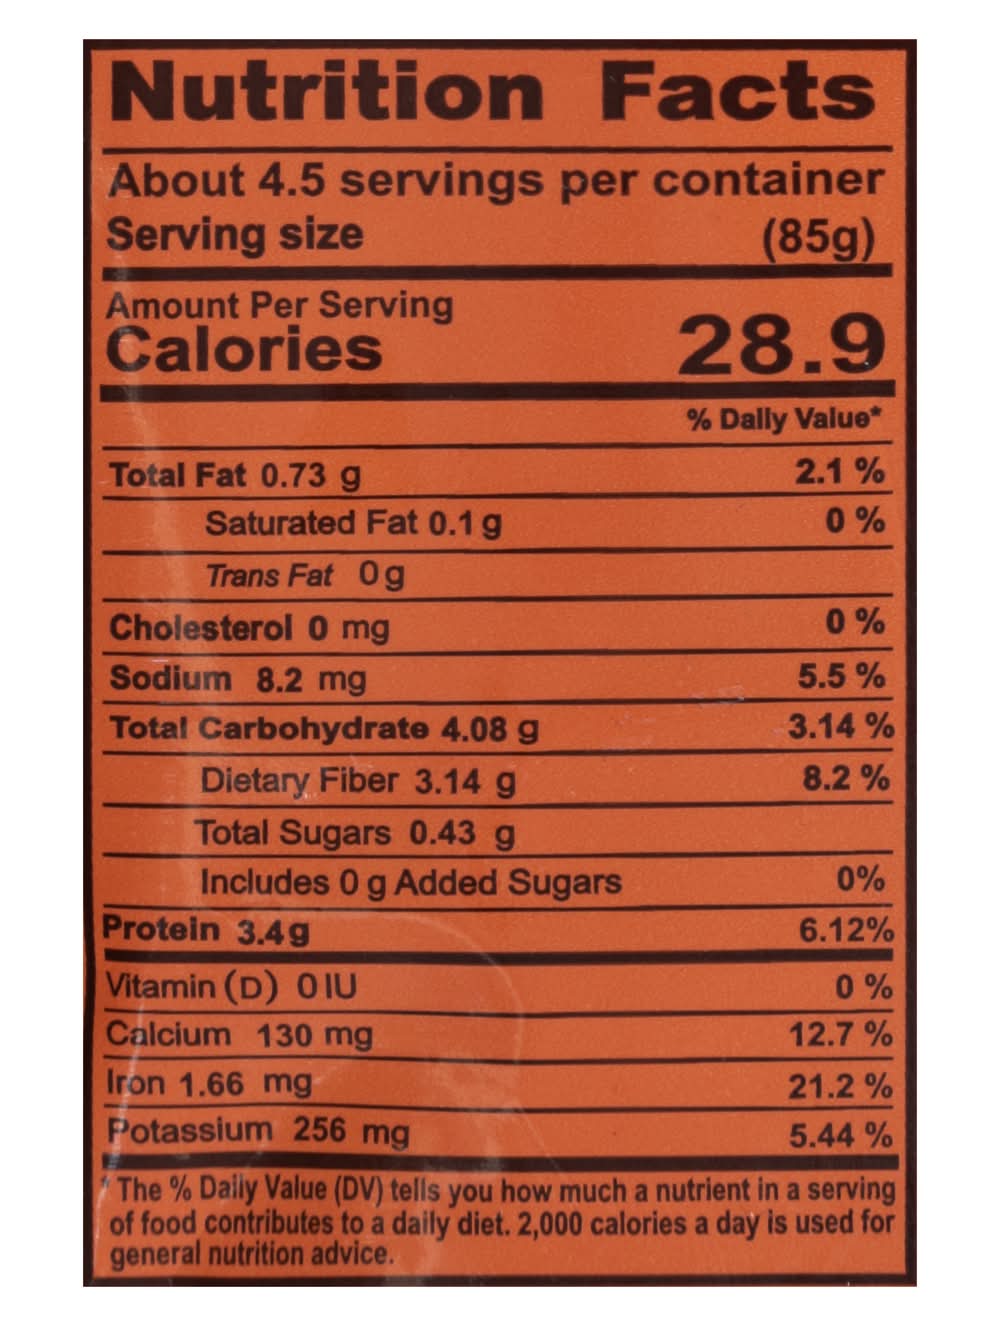 Nutrition Facts
About 4.5 servings per container
Serving size (85g)
Amount Per Serving
Calories 28.9
% Daily Value*
Total Fat 0.73 g 2.1 %
Saturated Fat 0.1 g 0 %
Trans Fat 0 g
Cholesterol 0 mg 0 %
Sodium 8.2 mg 5.5 %
Total Carbohydrate 4.08 g 3.14 %
Dietary Fiber 3.14 g 8.2 %
Total Sugars 0.43 g
Includes 0 g Added Sugars 0%
Protein 3.4 g 6.12%
Vitamin (D) 0 IU 0 %
Calcium 130 mg 12.7 %
Iron 1.66 mg 21.2 %
Potassium 256 mg 5.44 %
* The % Daily Value (DV) tells you how much a nutrient in a serving
of food contributes to a daily diet. 2,000 calories a day is used for
general nutrition advice.